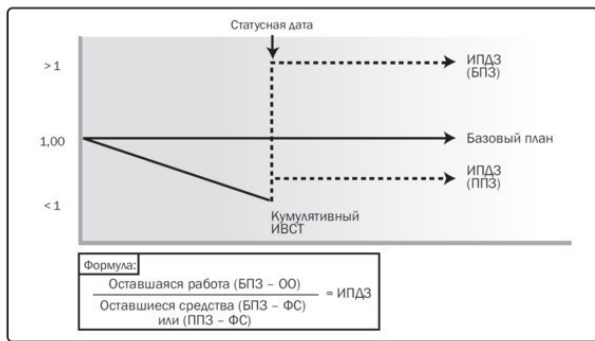 Статусная дата
> 1
ИПДЗ
(БПЗ)
1,00
Базовый план
ИПДЗ
(ППЗ)
< 1
Кумулятивный
ИВСТ
Формула:
Оставшаяся работа (БПЗ – ОО)
= ИПДЗ
Оставшиеся средства (БПЗ – ФС)
или (ППЗ – ФС)